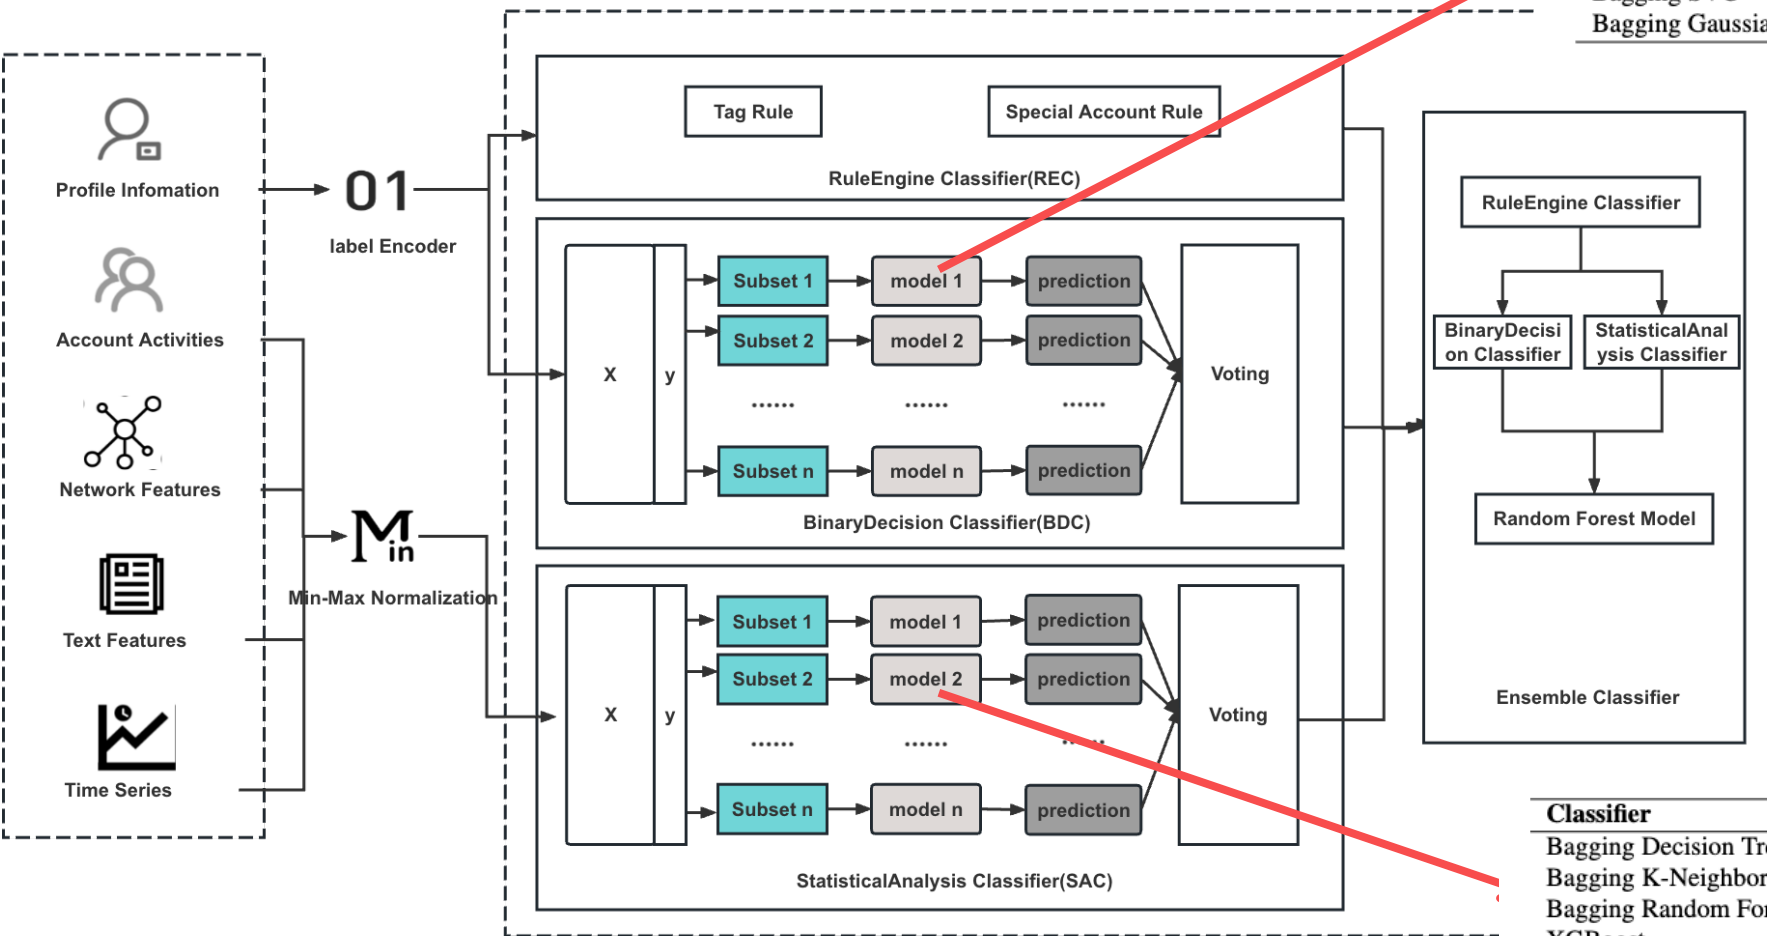 Bagging Gaussia
Profile Infomation
Account Activities
Network Features
Text Features
Time Series
01
label Encoder
Min
Min-Max Normalization
Tag Rule
Special Account Rule
RuleEngine Classifier(REC)
X
y
Subset 1
model 1
prediction
Subset 2
model 2
prediction
......
......
......
Subset n
model n
prediction
Voting
BinaryDecision Classifier(BDC)
X
y
Subset 1
model 1
prediction
Subset 2
model 2
prediction
......
......
......
Subset n
model n
prediction
Voting
StatisticalAnalysis Classifier(SAC)
RuleEngine Classifier
BinaryDecisi
on Classifier
StatisticalAnal
ysis Classifier
Random Forest Model
Ensemble Classifier
Classifier
Bagging Decision Tre
Bagging K-Neighbor
Bagging Random For